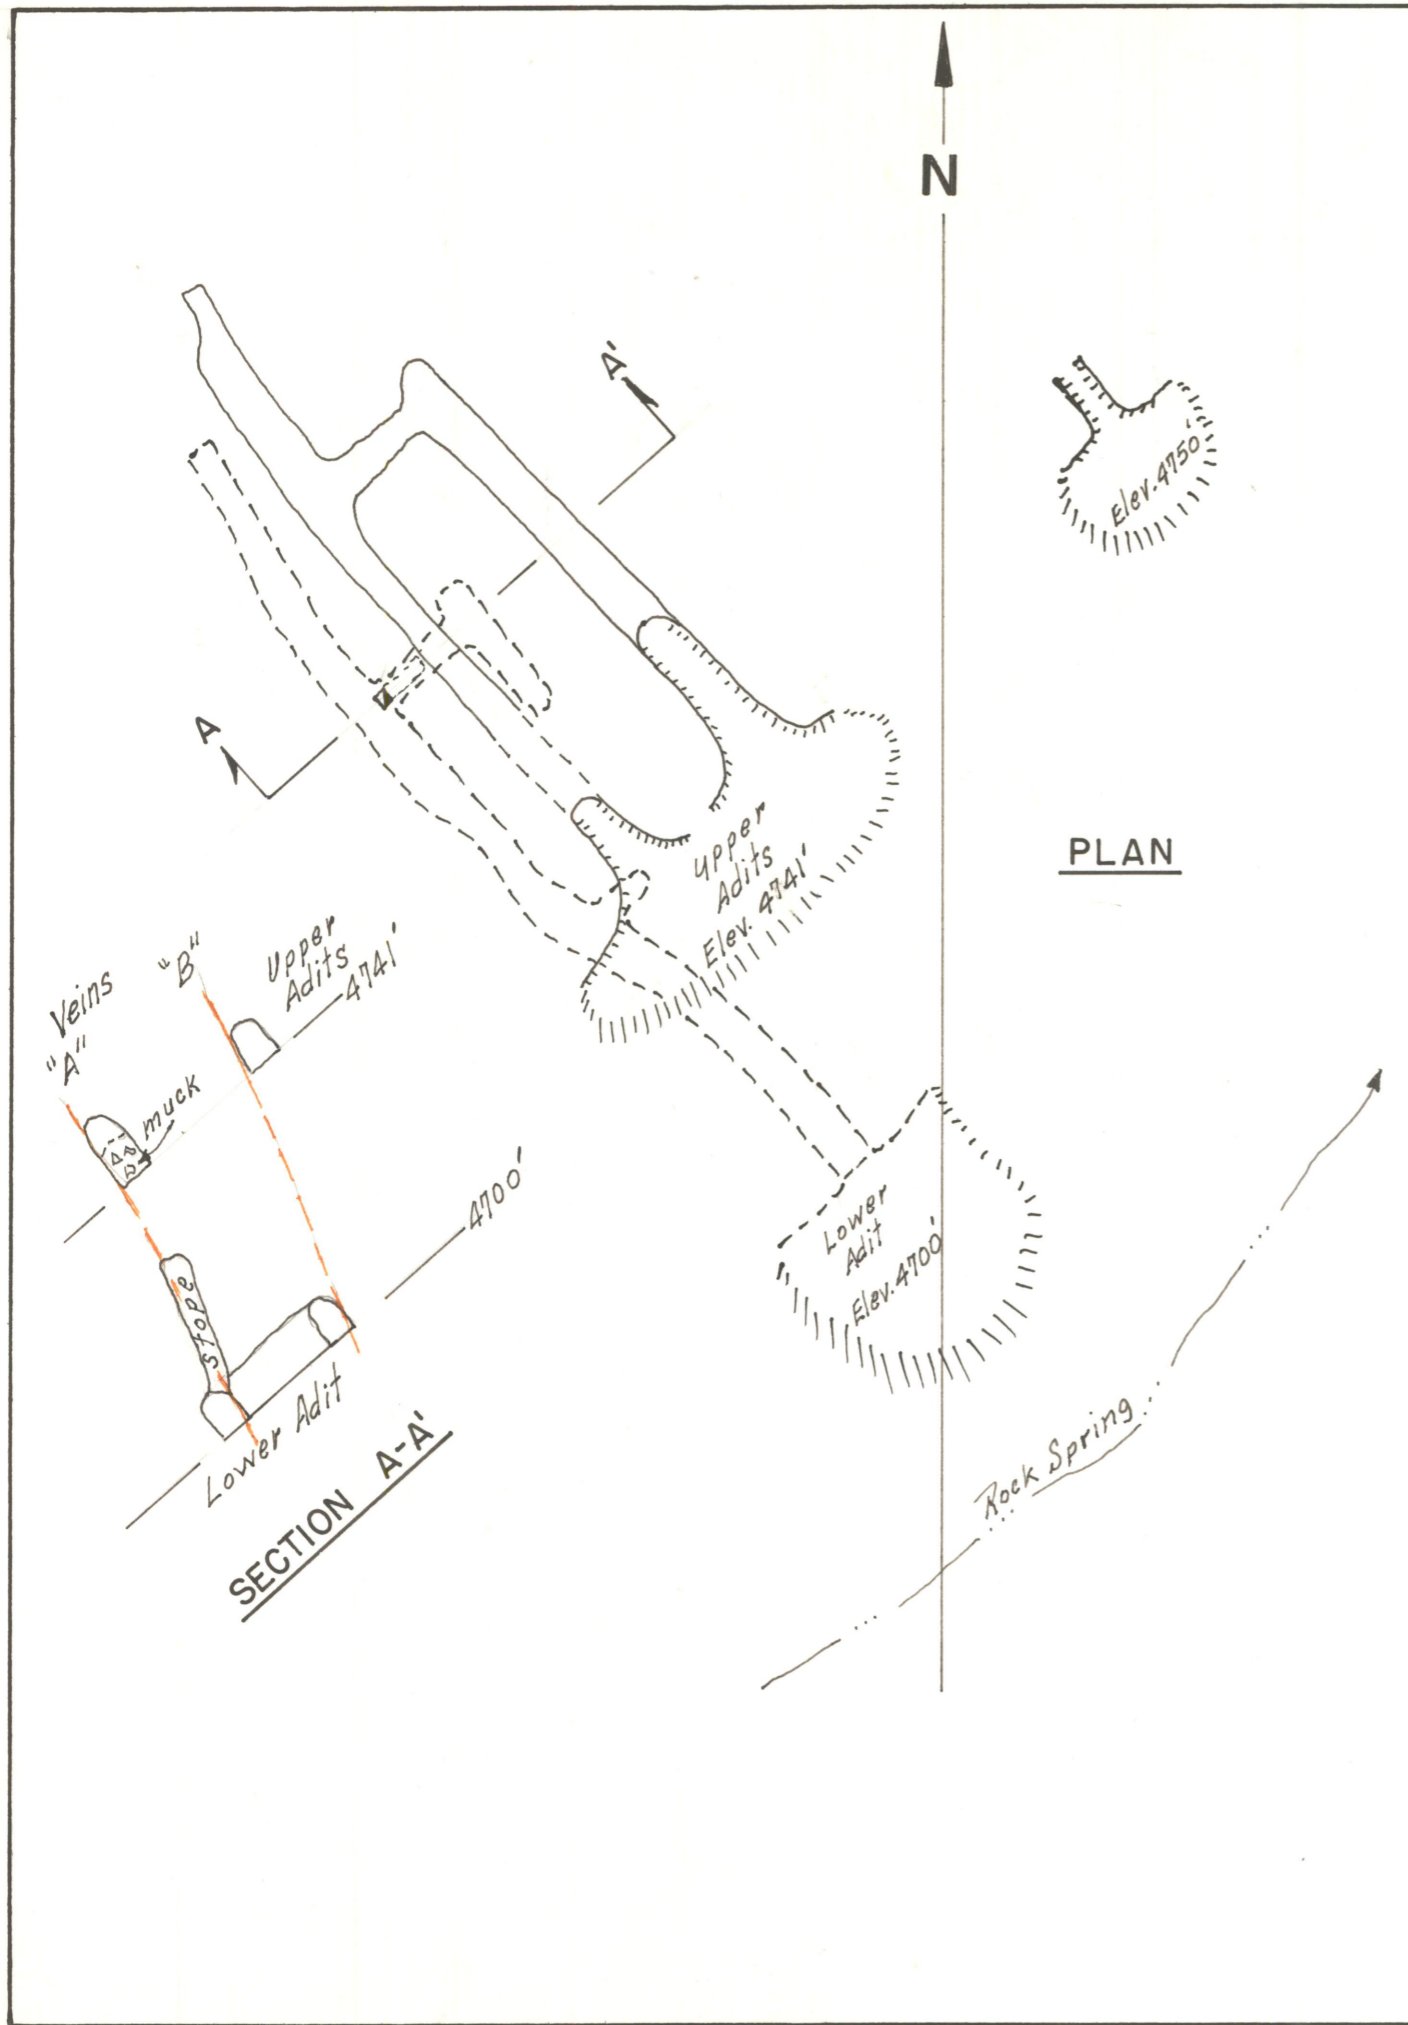 N
A'
Elev. 4750'
A
PLAN
Upper
Adits
Elev. 4741'
Veins
"A"
"B"
Upper
Adits
4741'
muck
stope
4700'
Lower Adit
SECTION A-A'
Lower
Adit
Elev. 4700'
Rock Spring